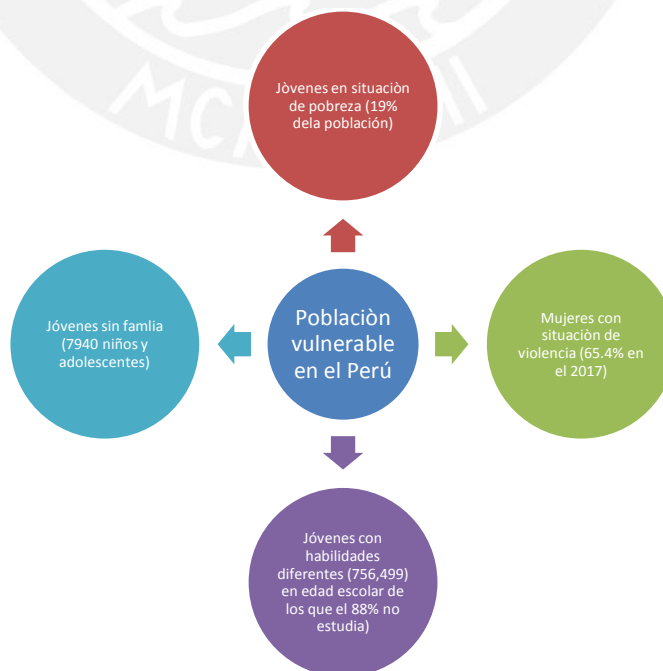 Jòvenes en situaciòn
de pobreza (19%
dela población)
Jóvenes sin famlia
(7940 niños y
adolescentes)
Poblaciòn
vulnerable
en el Perú
Mujeres con
situaciòn de
violencia (65.4% en
el 2017)
Jóvenes con
habilidades
diferentes (756,499)
en edad escolar de
los que el 88% no
estudia)